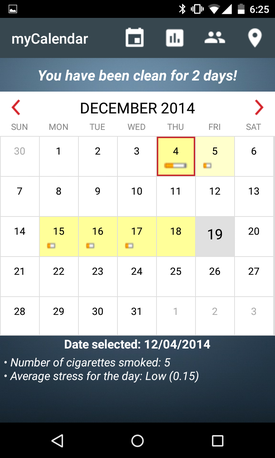 6:25
myCalendar
You have been clean for 2 days!
DECEMBER 2014
SUN MON TUE WED THU FRI SAT
30 1 2 3 4 5 6
7 8 9 10 11 12 13
14 15 16 17 18 19 20
21 22 23 24 25 26 27
28 29 30 31 1 2 3
Date selected: 12/04/2014
• Number of cigarettes smoked: 5
• Average stress for the day: Low (0.15)